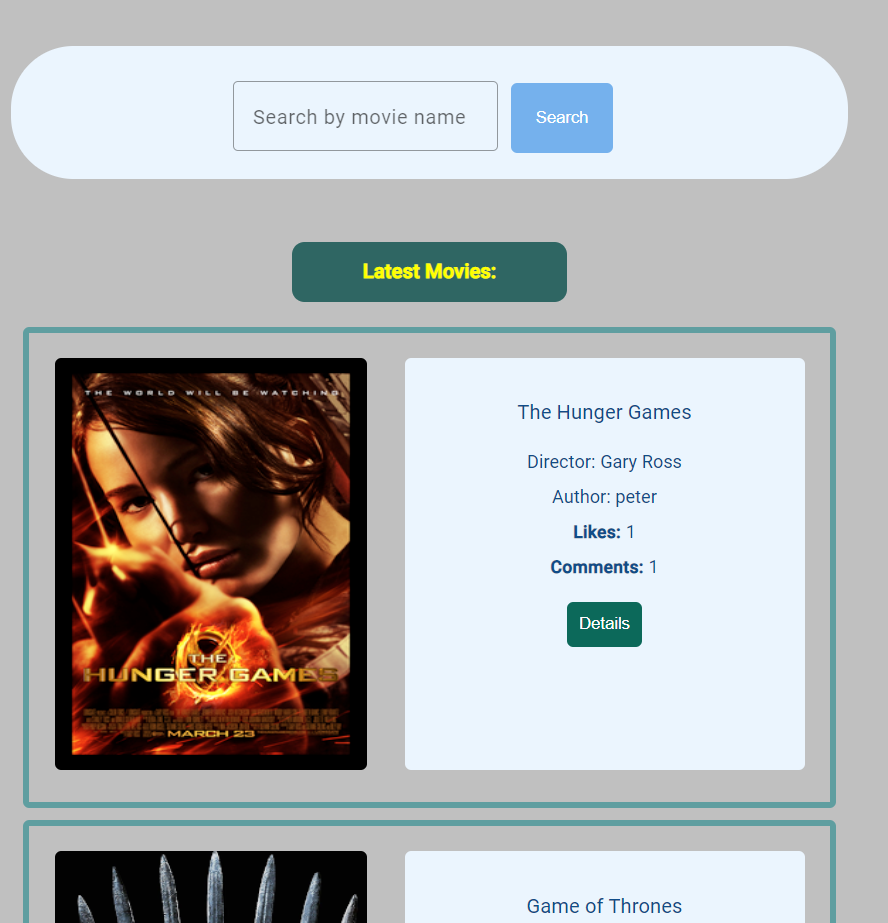 Search by movie name
Search
Latest Movies:
THE WORLD WILL BE WATCHING
THE
HUNGER GAMES
MARCH 23
The Hunger Games
Director: Gary Ross
Author: peter
Likes: 1
Comments: 1
Details
Game of Thrones